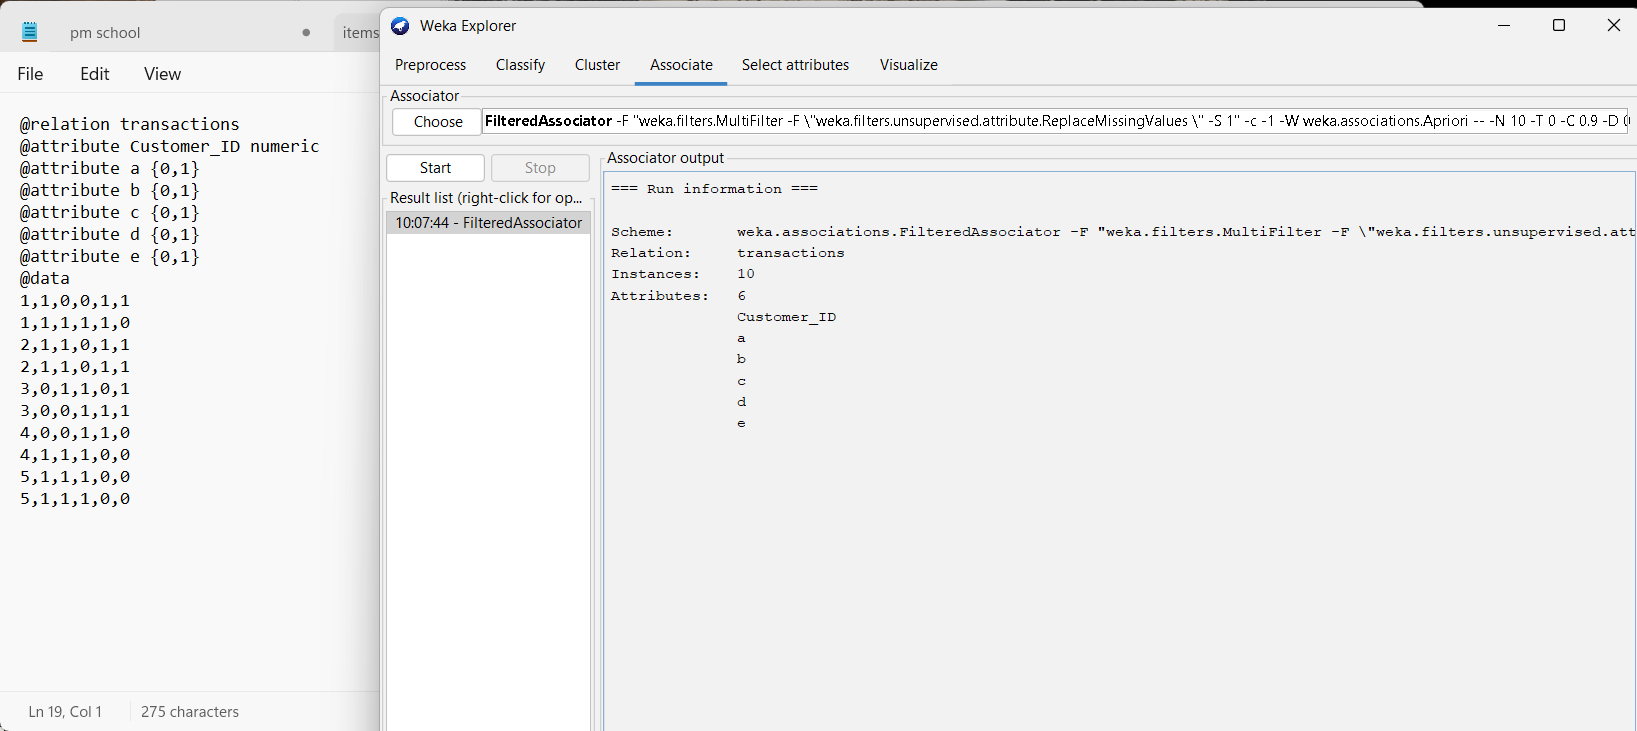 pm school
items
File Edit View
@relation transactions
@attribute Customer_ID numeric
@attribute a {0,1}
@attribute b {0,1}
@attribute c {0,1}
@attribute d {0,1}
@attribute e {0,1}
@data
1,1,0,0,1,1
1,1,1,1,1,0
2,1,1,0,1,1
2,1,1,0,1,1
3,0,1,1,0,1
3,0,0,1,1,1
4,0,0,1,1,0
4,1,1,1,0,0
5,1,1,1,0,0
5,1,1,1,0,0
Ln 19, Col 1 275 characters
Weka Explorer
Preprocess Classify Cluster Associate Select attributes Visualize
Associator
Choose FilteredAssociator -F "weka.filters.MultiFilter -F \"weka.filters.unsupervised.attribute.ReplaceMissingValues \" -S 1" -c -1 -W weka.associations.Apriori -- -N 10 -T 0 -C 0.9 -D
Start Stop
Result list (right-click for op...
10:07:44 - FilteredAssociator
Associator output
=== Run information ===
Scheme: weka.associations.FilteredAssociator -F "weka.filters.MultiFilter -F \"weka.filters.unsupervised.att
Relation: transactions
Instances: 10
Attributes: 6
Customer_ID
a
b
c
d
e